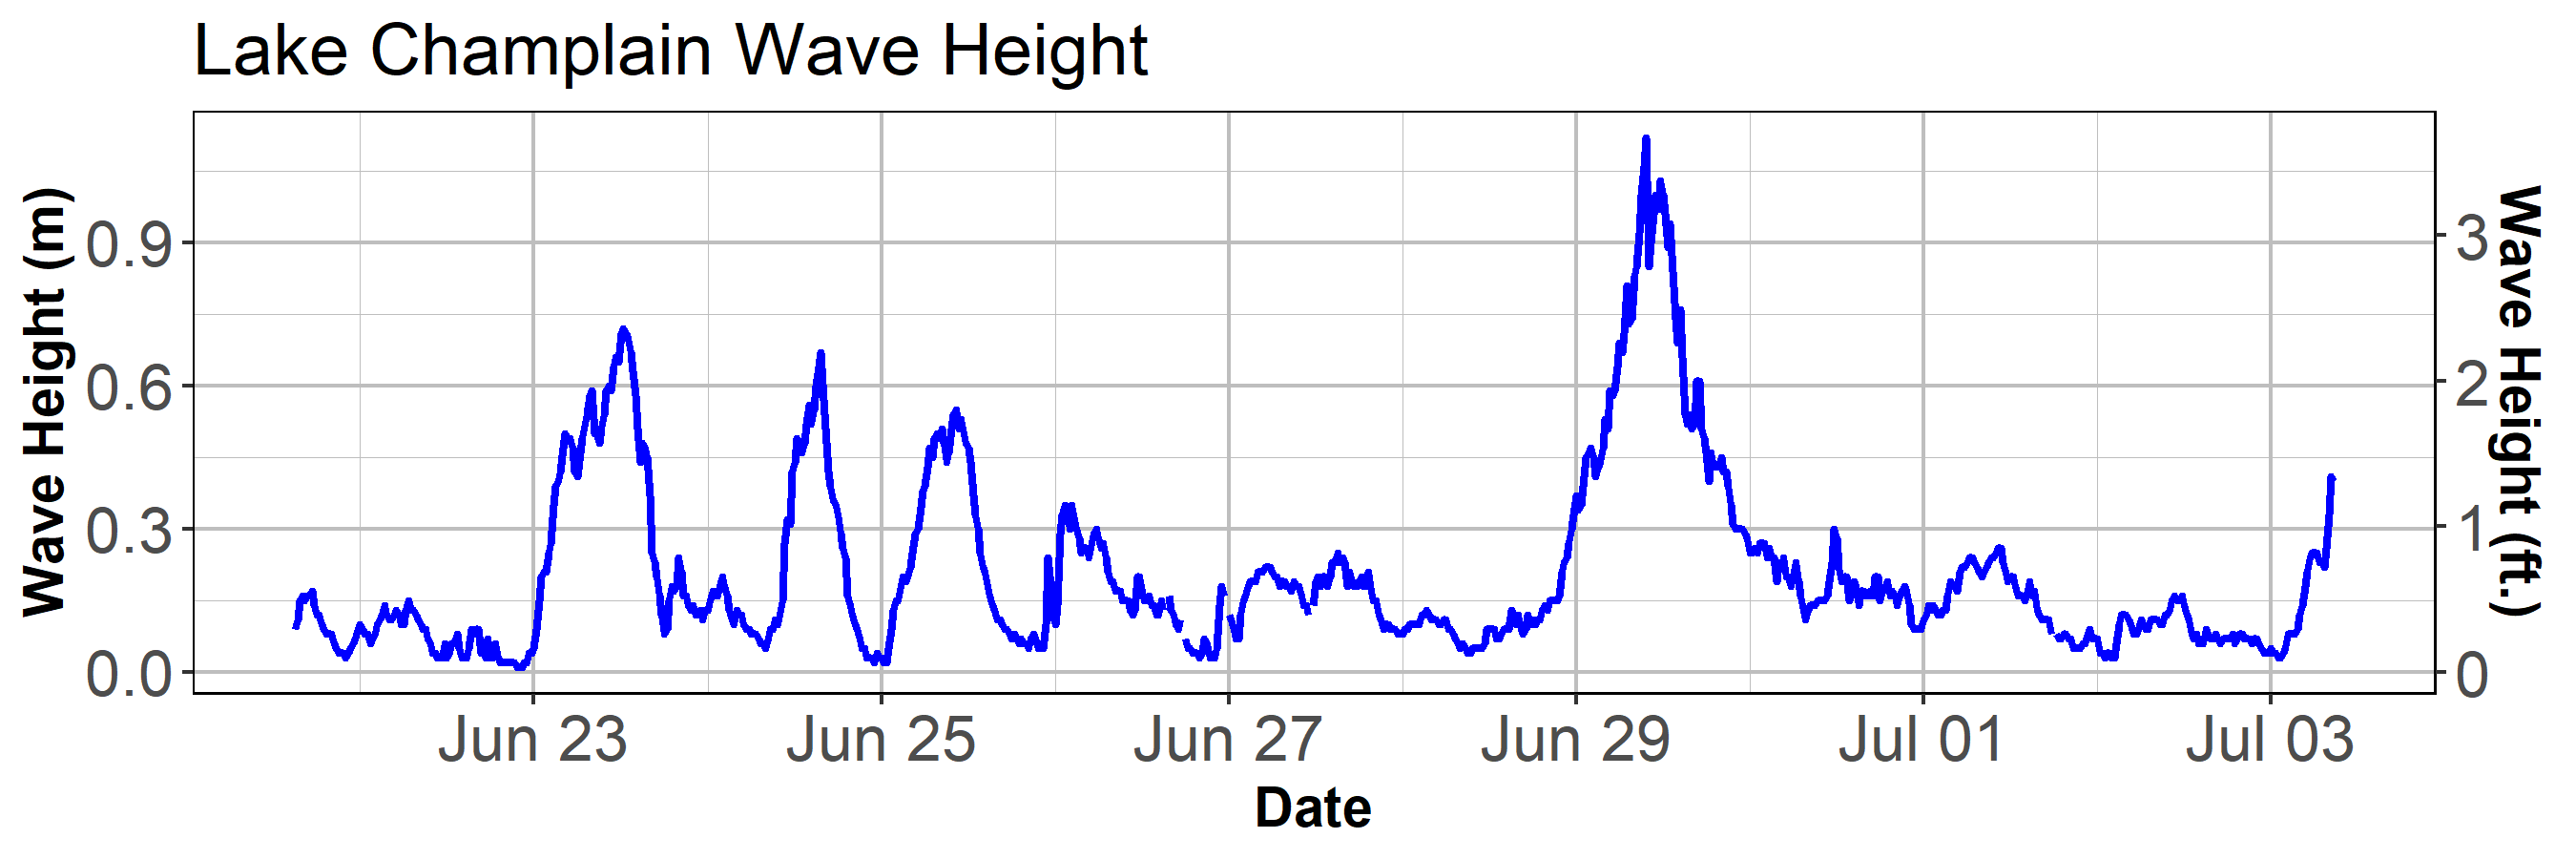 Lake Champlain Wave Height
Wave Height (m)
0.9
0.6
0.3
0.0
3
2
1
0
Wave Height (ft.)
Jun 23
Jun 25
Jun 27
Jun 29
Jul 01
Jul 03
Date